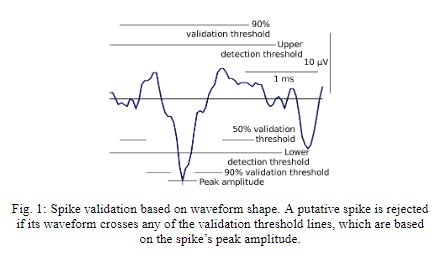 90%
validation threshold
Upper
detection threshold
10 µV
1 ms
50% validation
threshold
Lower
detection threshold
90% validation threshold
Peak amplitude
Fig. 1: Spike validation based on waveform shape. A putative spike is rejected
if its waveform crosses any of the validation threshold lines, which are based
on the spike's peak amplitude.